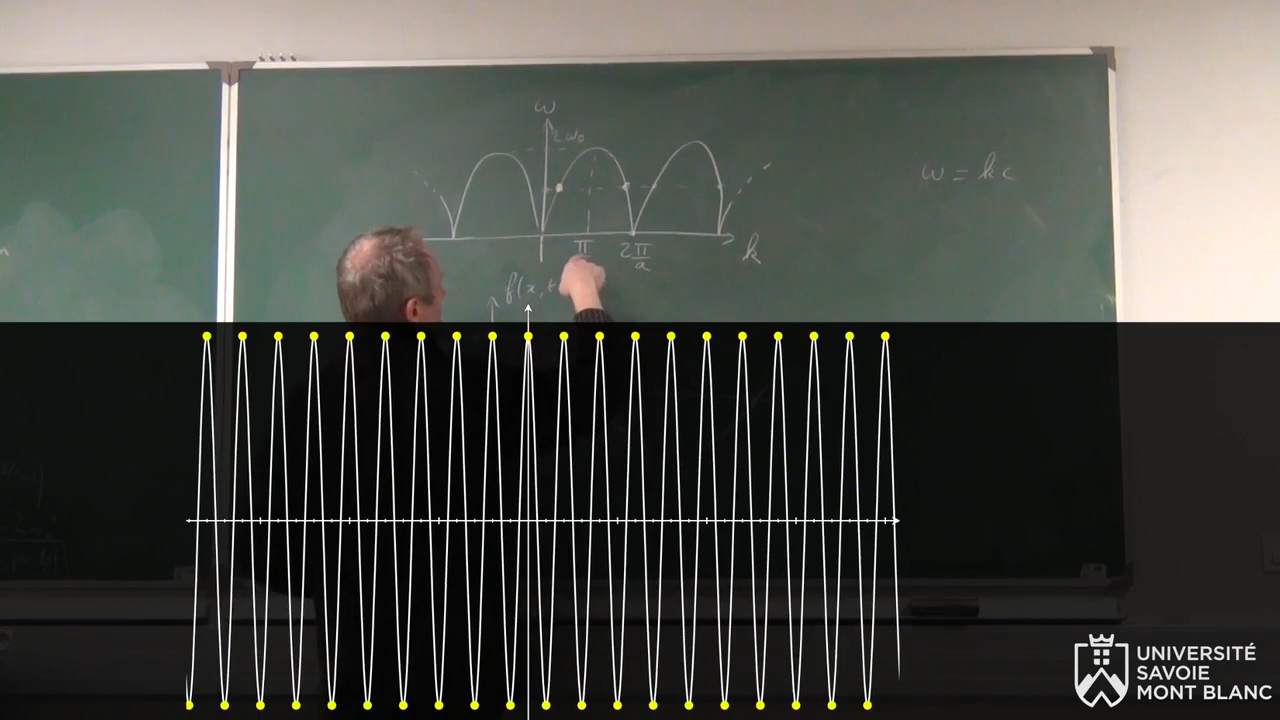 ω
2ω₀
ω = kc
π
2π/a
k
f(x, t
UNIVERSITÉ
SAVOIE
MONT BLANC